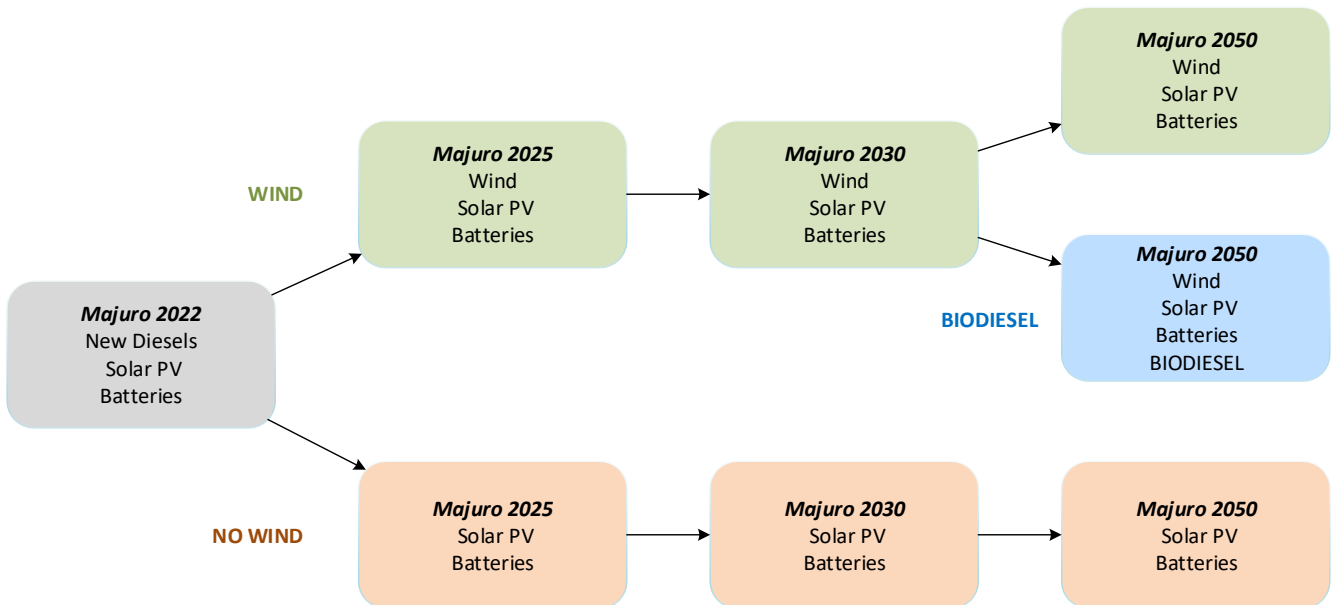 Majuro 2050
Wind
Solar PV
Batteries
Majuro 2025
Wind
Solar PV
Batteries
Majuro 2030
Wind
Solar PV
Batteries
WIND
Majuro 2050
Wind
Solar PV
Batteries
BIODIESEL
BIODIESEL
Majuro 2022
New Diesels
Solar PV
Batteries
NO WIND
Majuro 2025
Solar PV
Batteries
Majuro 2030
Solar PV
Batteries
Majuro 2050
Solar PV
Batteries